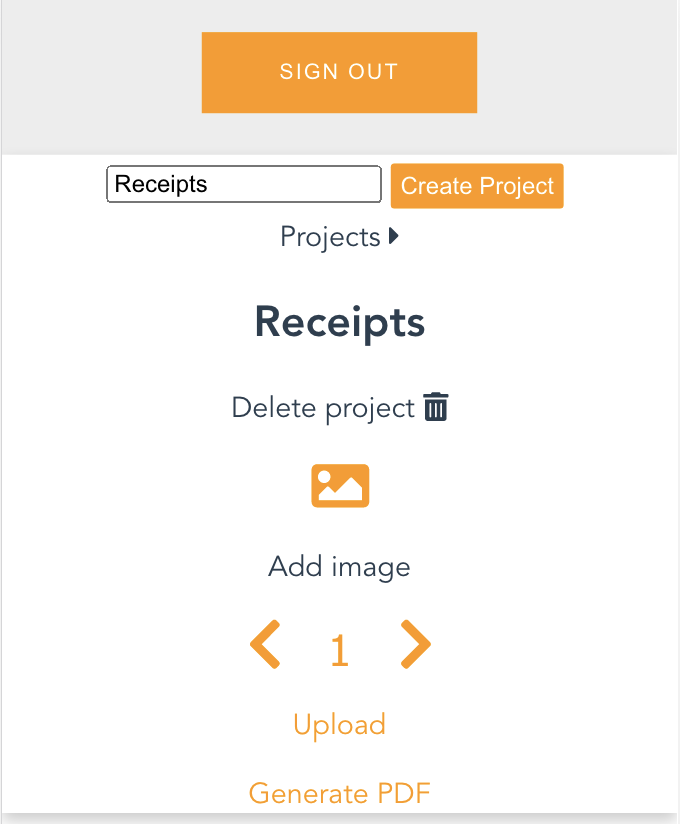 SIGN OUT
Receipts Create Project
Projects
Receipts
Delete project
Add image
1
Upload
Generate PDF